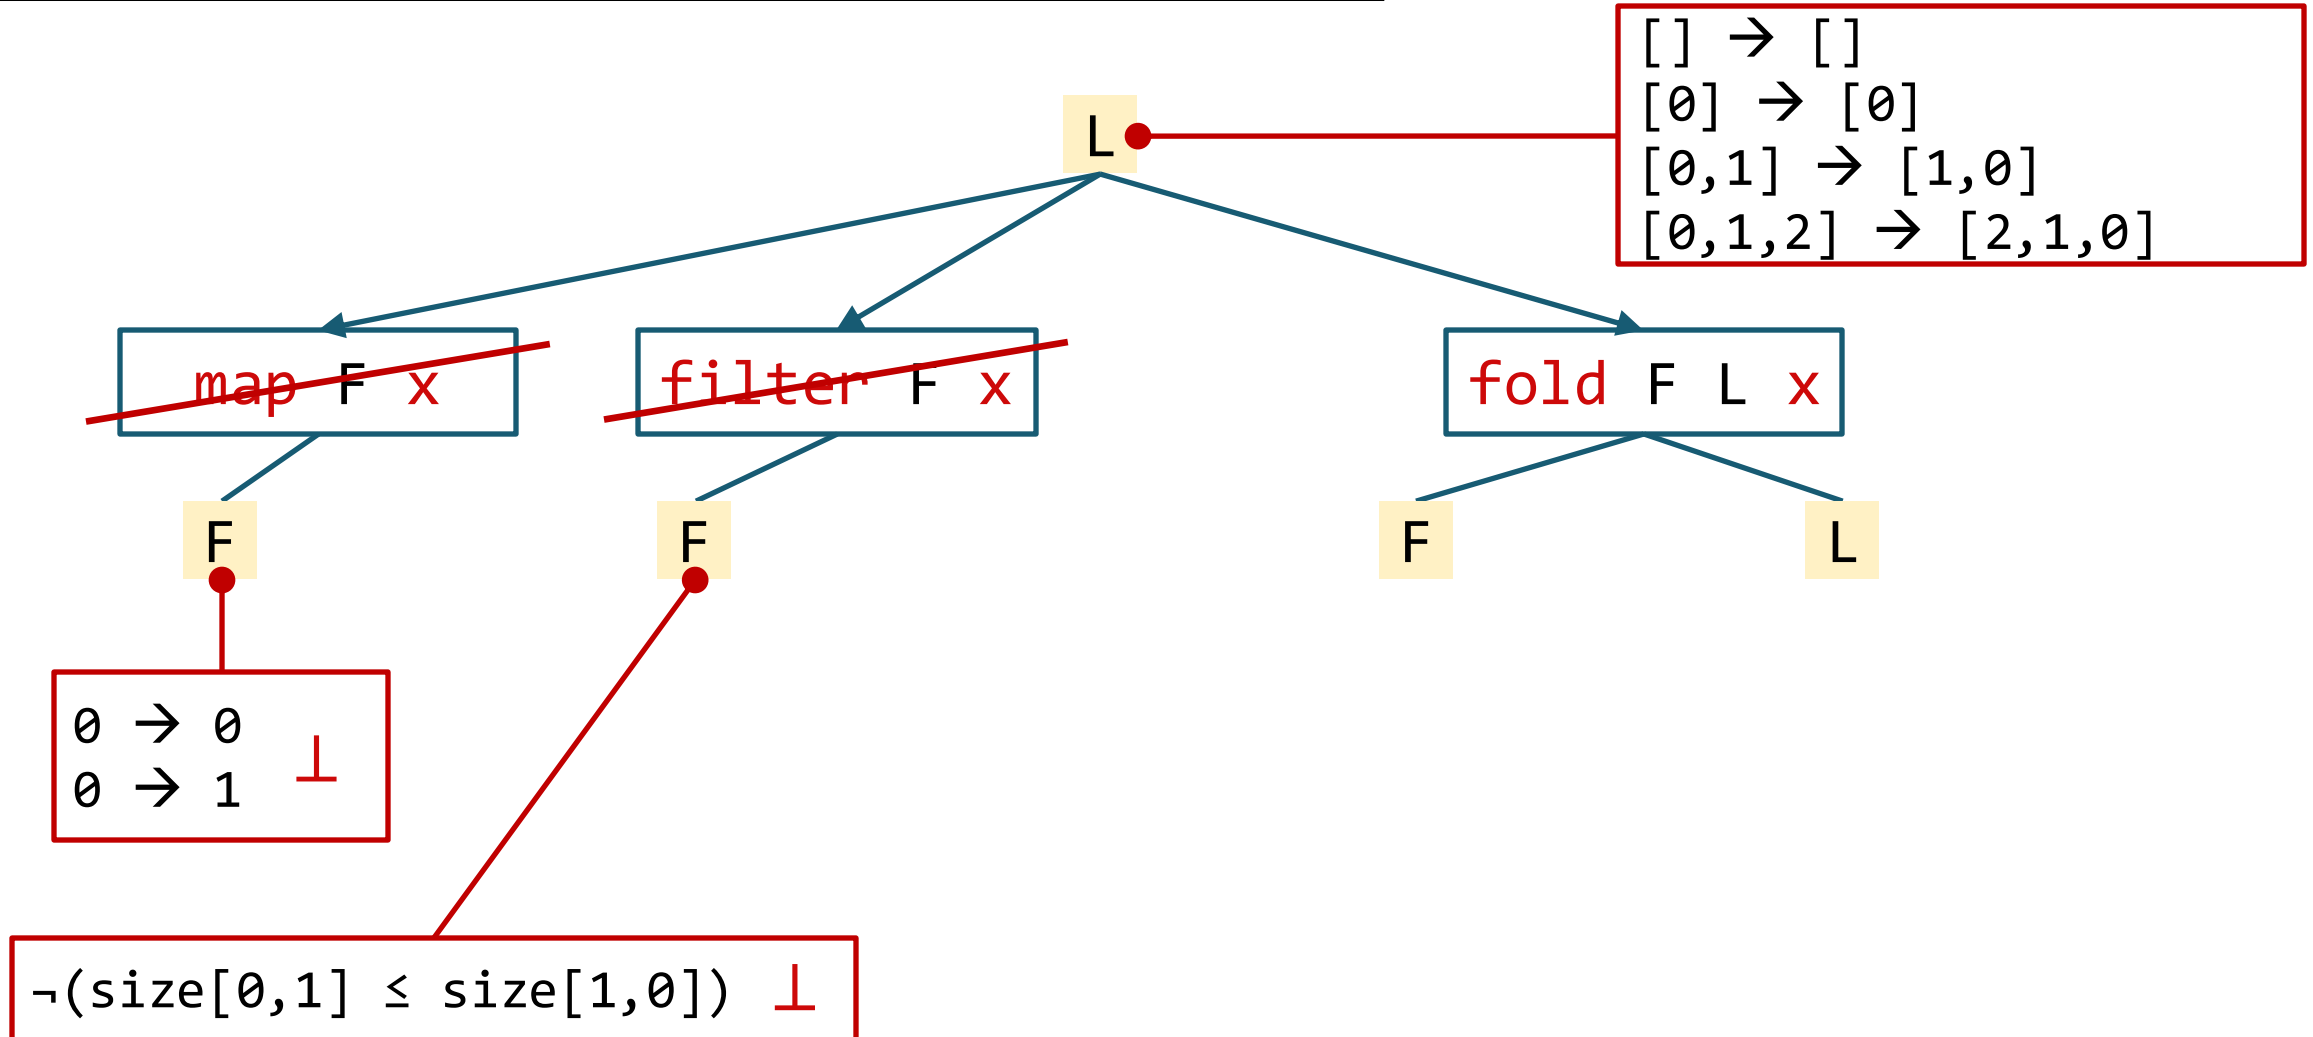 [] → []
[0] → [0]
[0,1] → [1,0]
[0,1,2] → [2,1,0]
L
map F x
filter F x
fold F L x
F
F
F
L
0 → 0
0 → 1
⊥
¬(size[0,1] ≤ size[1,0]) ⊥